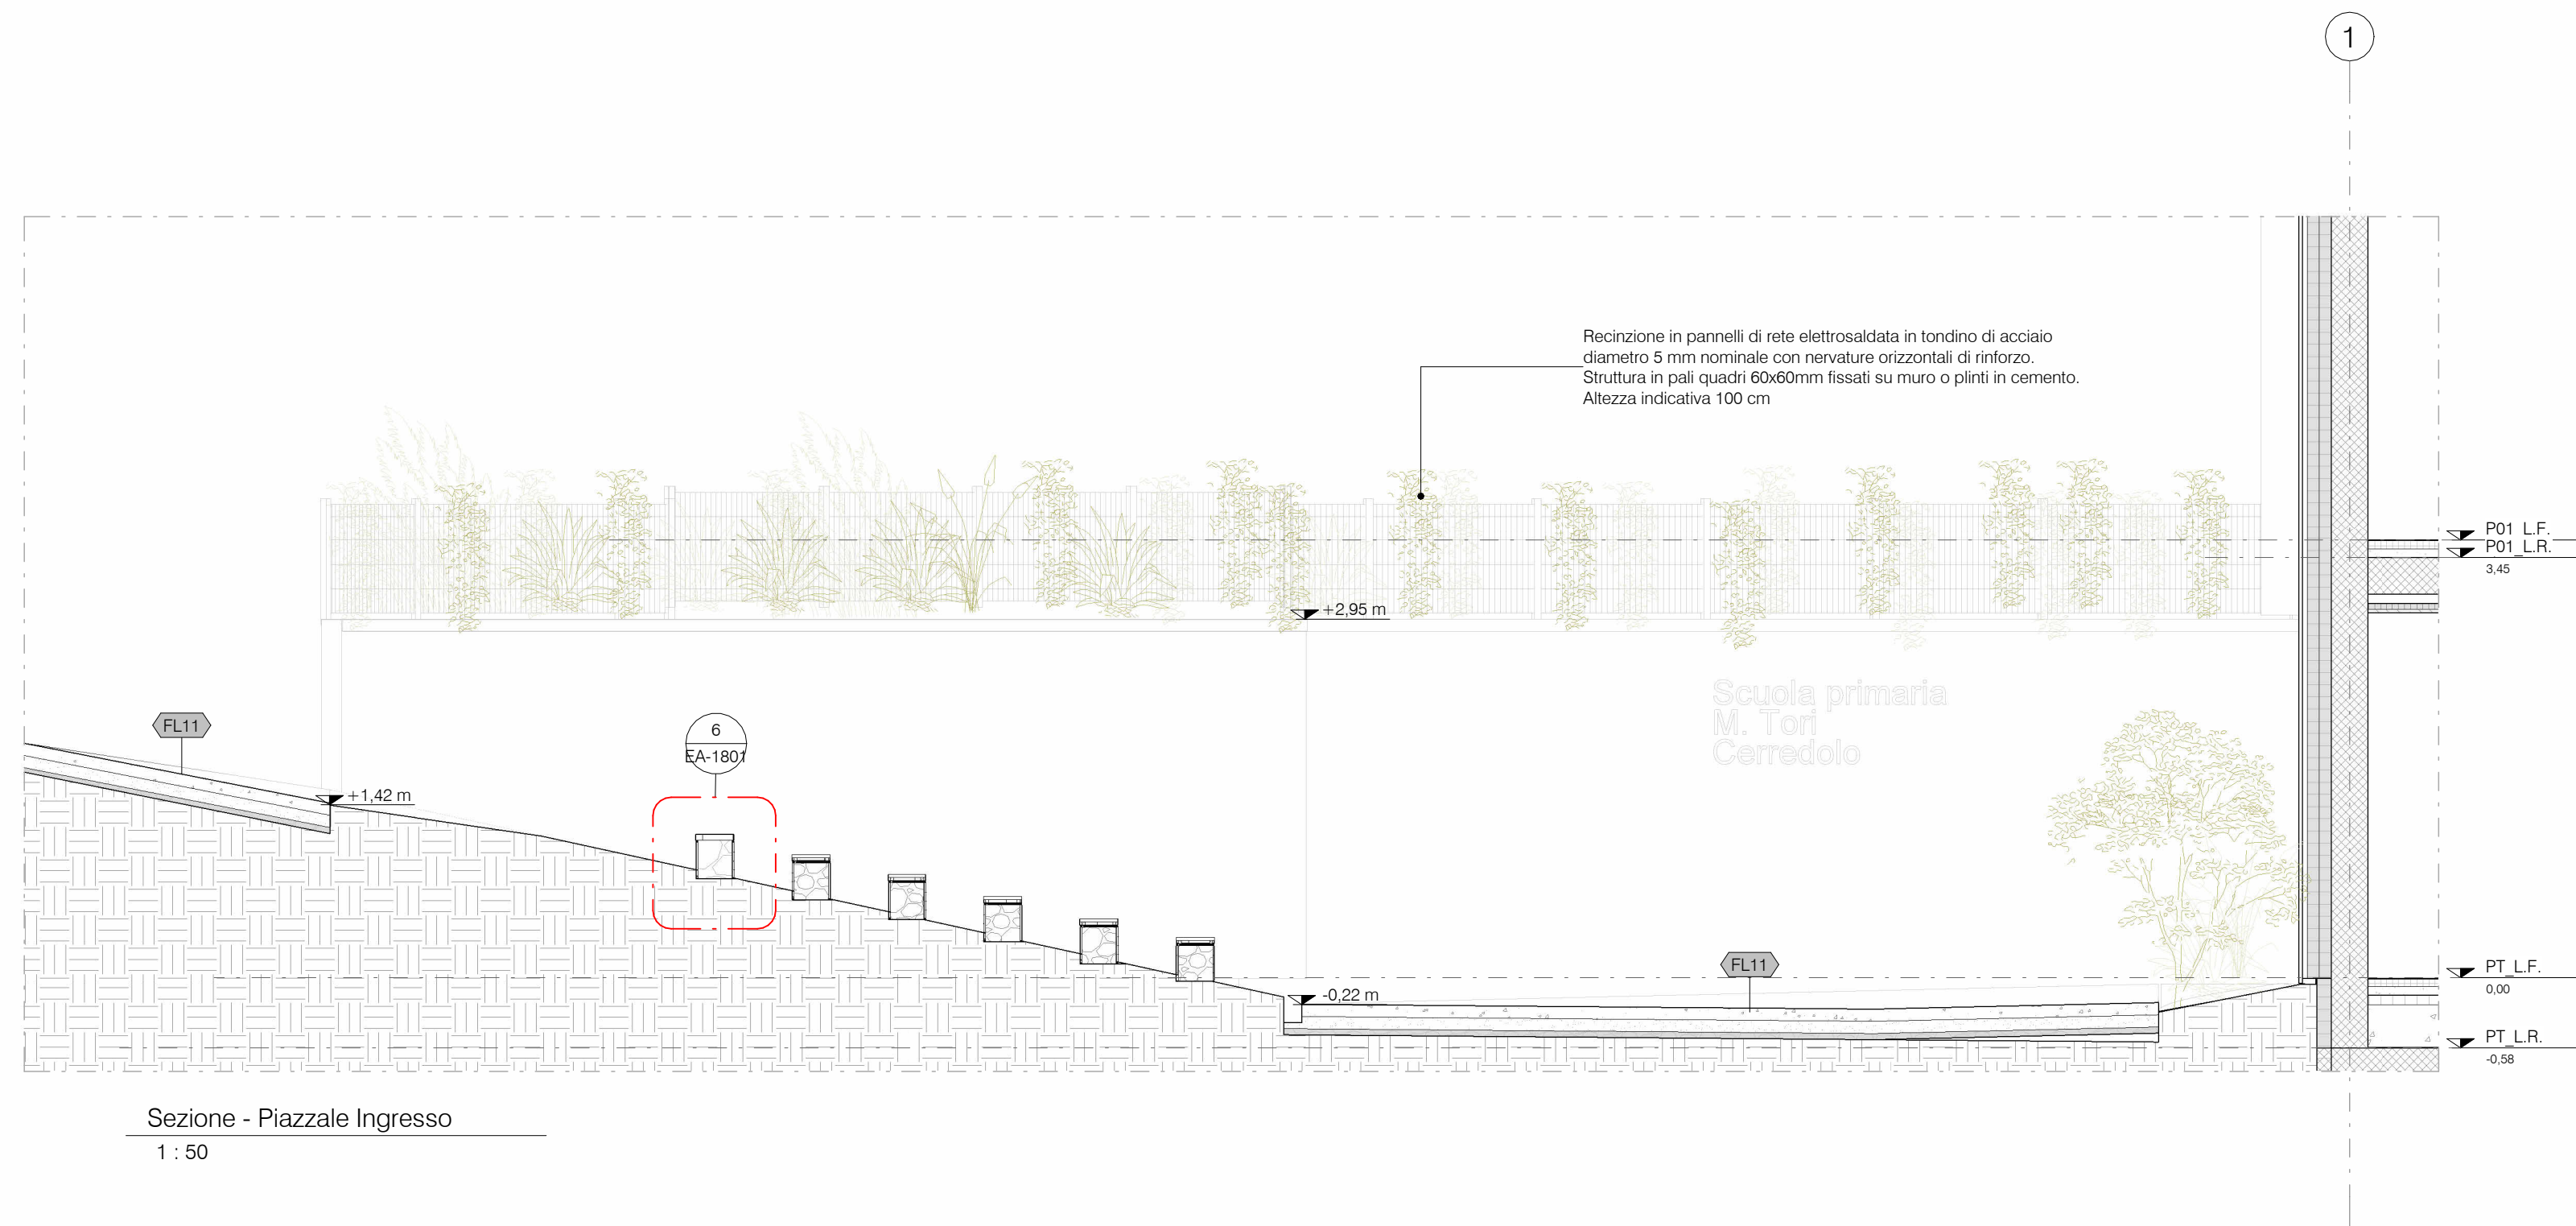 1
Recinzione in pannelli di rete elettrosaldata in tondino di acciaio
diametro 5 mm nominale con nervature orizzontali di rinforzo.
Struttura in pali quadri 60x60mm fissati su muro o plinti in cemento.
Altezza indicativa 100 cm
P01_L.F.
P01_L.R.
3,45
+2,95 m
Scuola primaria
M. Tori
Cerredolo
FL11
6
EA-1801
+1,42 m
FL11
-0,22 m
PT_L.F.
0,00
PT_L.R.
-0,58
Sezione - Piazzale Ingresso
1 : 50